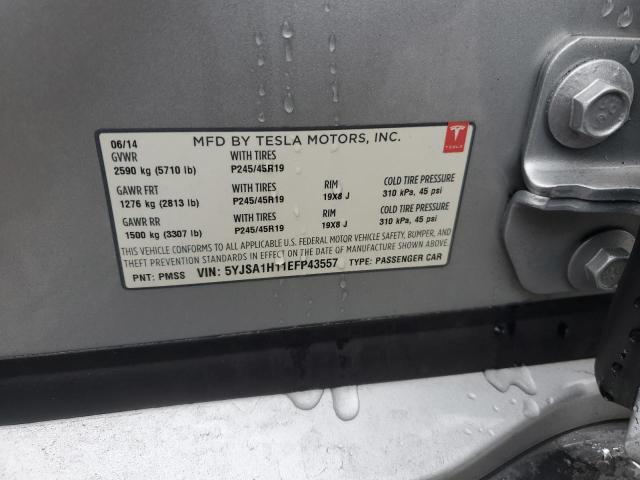 06/14 MFD BY TESLA MOTORS, INC. TESLA
GVWR WITH TIRES
2590 kg (5710 lb) P245/45R19
GAWR FRT WITH TIRES RIM COLD TIRE PRESSURE
1276 kg (2813 lb) P245/45R19 19X8 J 310 kPa, 45 psi
GAWR RR WITH TIRES RIM COLD TIRE PRESSURE
1500 kg (3307 lb) P245/45R19 19X8 J 310 kPa, 45 psi
THIS VEHICLE CONFORMS TO ALL APPLICABLE U.S. FEDERAL MOTOR VEHICLE SAFETY, BUMPER, AND
THEFT PREVENTION STANDARDS IN EFFECT ON THE DATE OF MANUFACTURE SHOWN ABOVE.
PNT: PMSS VIN: 5YJSA1H11EFP43557 TYPE: PASSENGER CAR